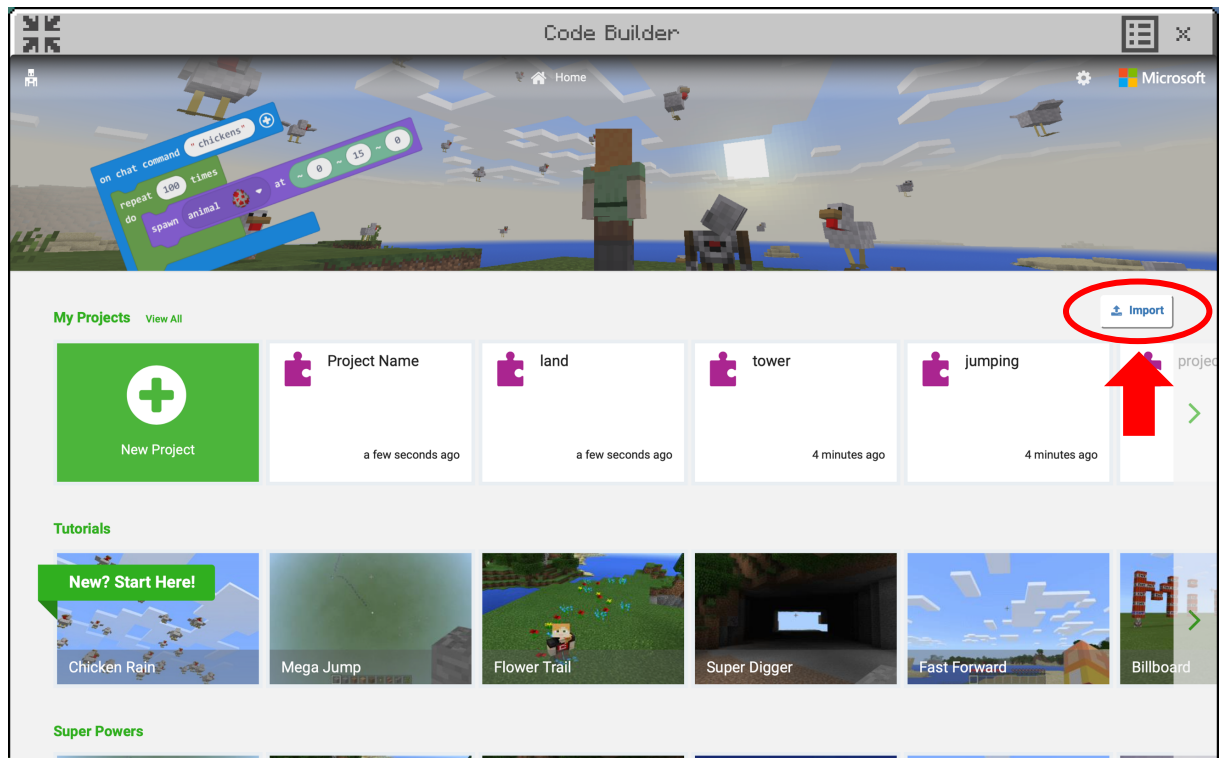 Code Builder
Home
Microsoft
on chat command "chickens"
repeat 100 times
do spawn animal at ~ 0 ~ 15 ~ 0
My Projects View All
Import
New Project
Project Name
a few seconds ago
land
a few seconds ago
tower
4 minutes ago
jumping
4 minutes ago
projec
Tutorials
New? Start Here!
Chicken Rain
Mega Jump
Flower Trail
Super Digger
Fast Forward
Billboard
Super Powers